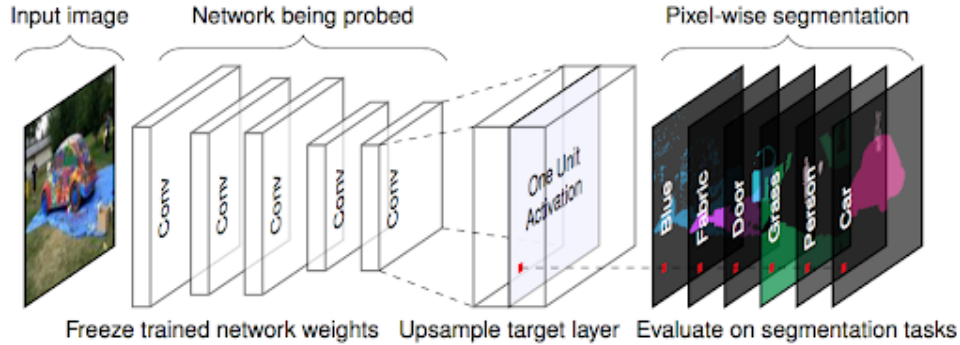 Input image
Network being probed
Pixel-wise segmentation
Conv
Conv
Conv
Conv
Conv
One Unit
Activation
Blue
Fabric
Door
Grass
Person
Car
Freeze trained network weights
Upsample target layer
Evaluate on segmentation tasks